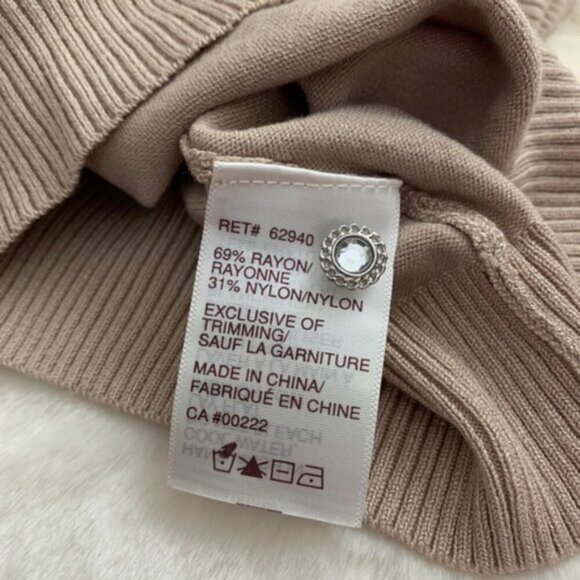 RET# 62940
69% RAYON/
RAYONNE
31% NYLON/NYLON
EXCLUSIVE OF
TRIMMING/
SAUF LA GARNITURE
MADE IN CHINA/
FABRIQUÉ EN CHINE
CA #00222